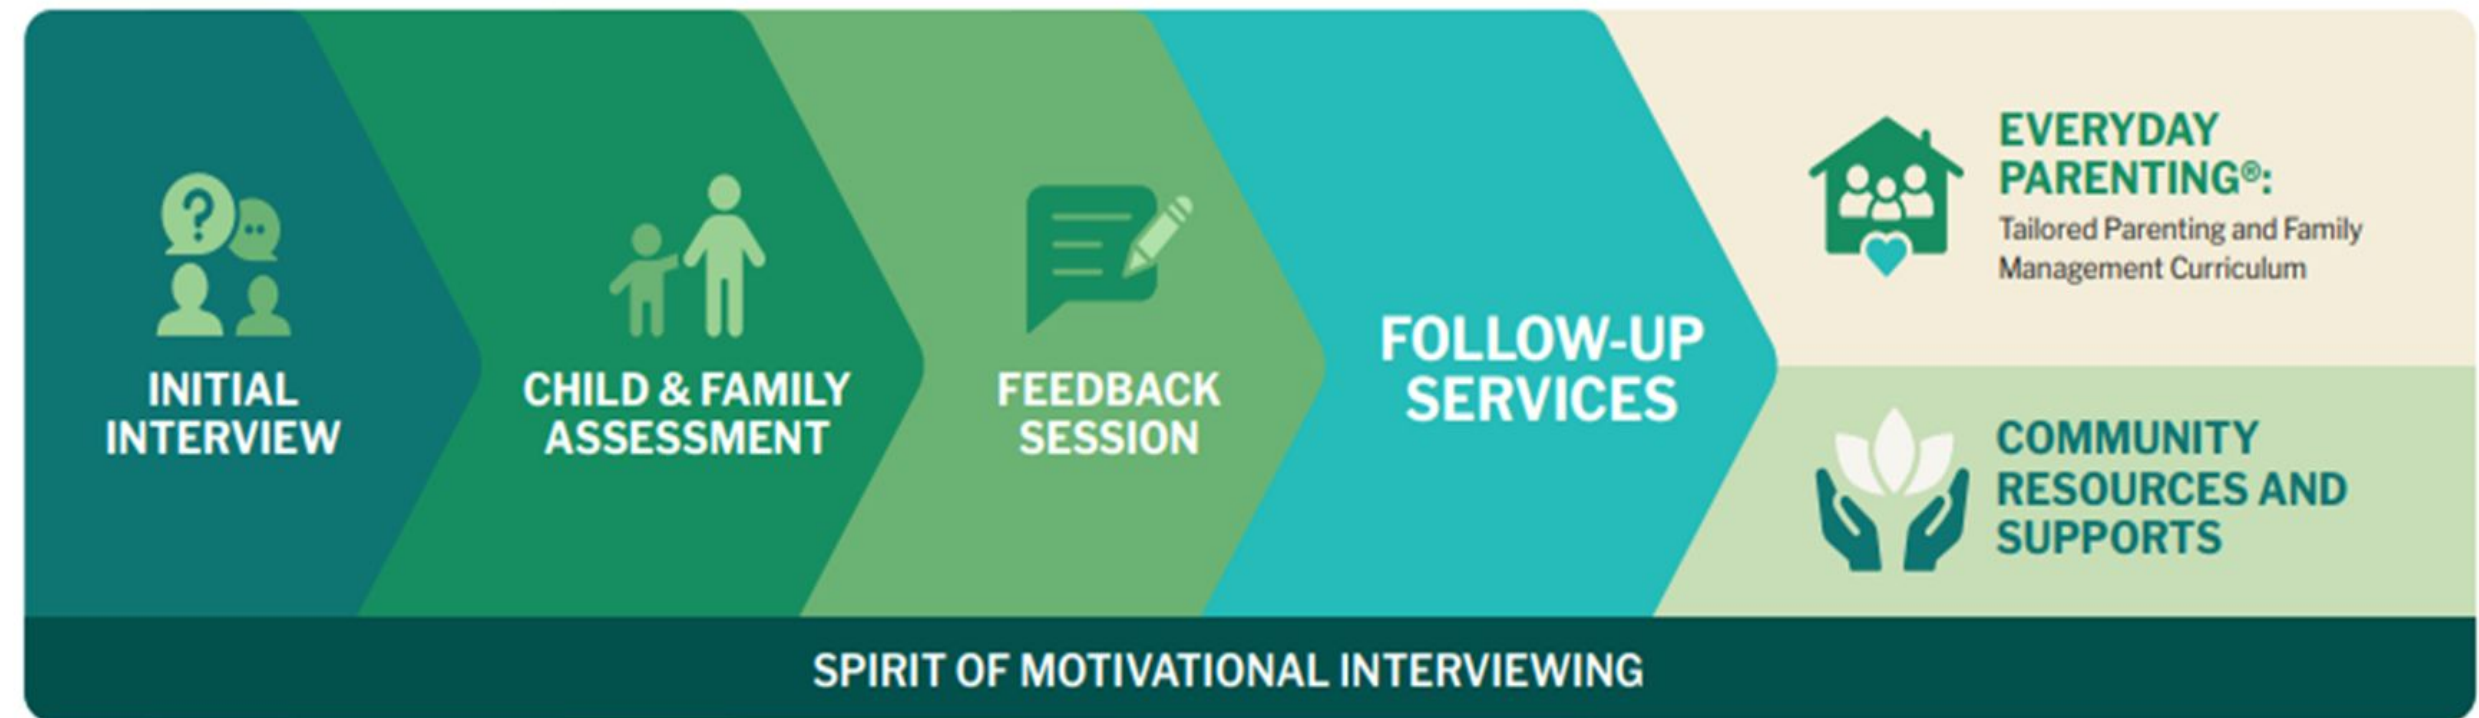 INITIAL
INTERVIEW
CHILD & FAMILY
ASSESSMENT
FEEDBACK
SESSION
FOLLOW-UP
SERVICES
EVERYDAY
PARENTING®:
Tailored Parenting and Family
Management Curriculum
COMMUNITY
RESOURCES AND
SUPPORTS
SPIRIT OF MOTIVATIONAL INTERVIEWING